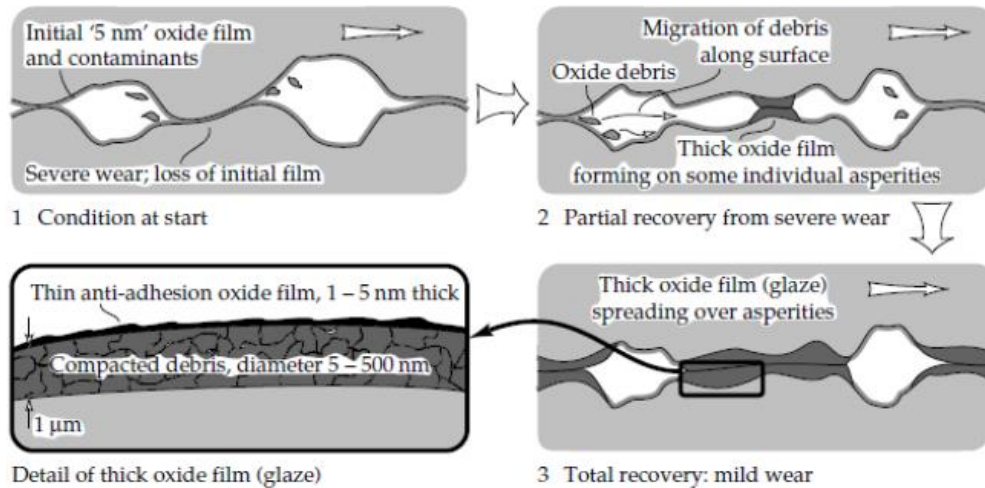 Initial '5 nm' oxide film
and contaminants
Severe wear; loss of initial film
1 Condition at start
Migration of debris
along surface
Oxide debris
Thick oxide film
forming on some individual asperities
2 Partial recovery from severe wear
Thin anti-adhesion oxide film, 1 – 5 nm thick
Compacted debris, diameter 5 – 500 nm
1 μm
Detail of thick oxide film (glaze)
Thick oxide film (glaze)
spreading over asperities
3 Total recovery: mild wear